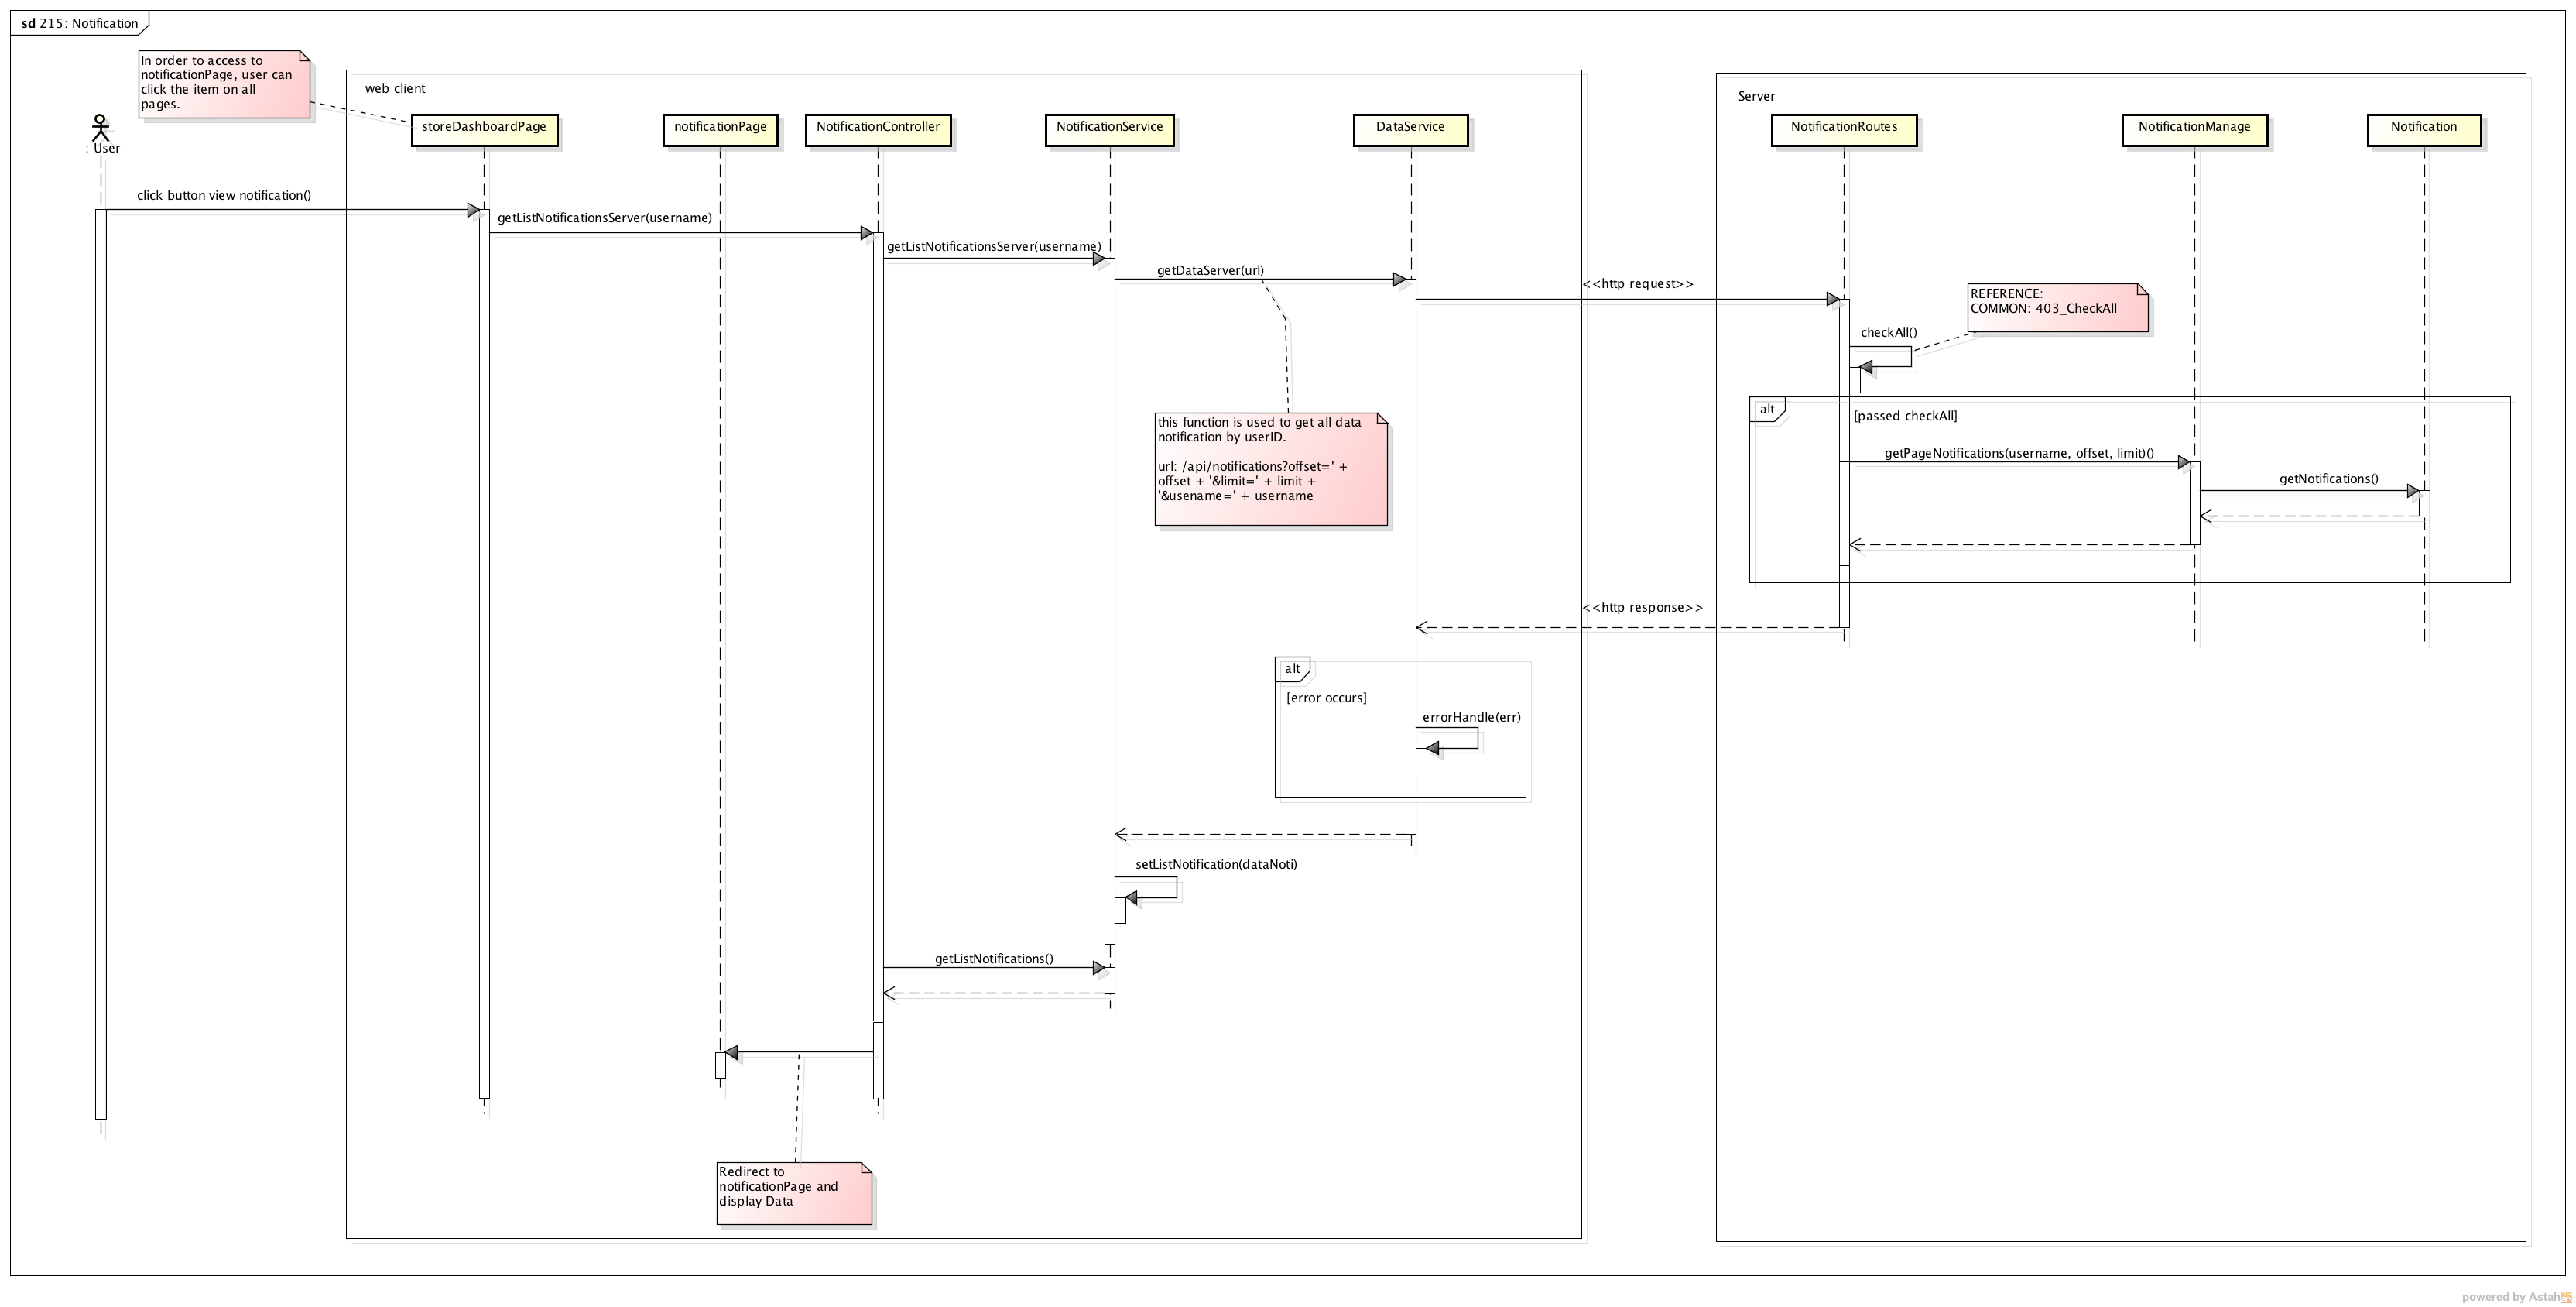 sd 215: Notification
In order to access to
notificationPage, user can
click the item on all
pages.
web client
Server
: User
storeDashboardPage
notificationPage
NotificationController
NotificationService
DataService
NotificationRoutes
NotificationManage
Notification
click button view notification()
getListNotificationsServer(username)
getListNotificationsServer(username)
getDataServer(url)
<<http request>>
REFERENCE:
COMMON: 403_CheckAll
checkAll()
alt
[passed checkAll]
this function is used to get all data
notification by userID.
url: /api/notifications?offset=' +
offset + '&limit=' + limit +
'&usename=' + username
getPageNotifications(username, offset, limit)()
getNotifications()
<<http response>>
alt
[error occurs]
errorHandle(err)
setListNotification(dataNoti)
getListNotifications()
Redirect to
notificationPage and
display Data
powered by Astah